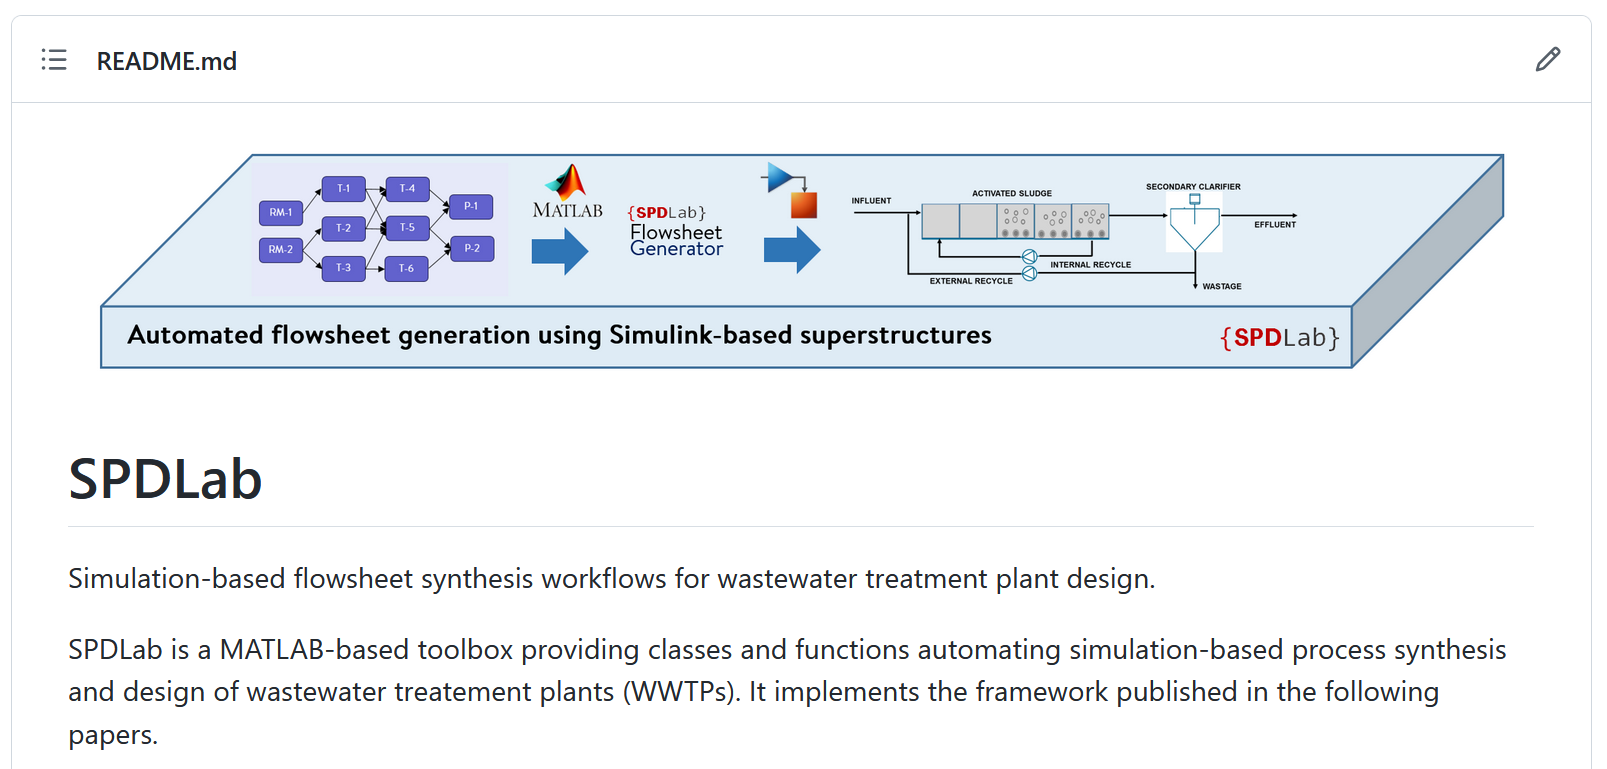 README.md
RM-1
RM-2
T-1
T-2
T-3
T-4
T-5
T-6
P-1
P-2
MATLAB
{SPDLab}
Flowsheet
Generator
INFLUENT
ACTIVATED SLUDGE
SECONDARY CLARIFIER
EFFLUENT
INTERNAL RECYCLE
EXTERNAL RECYCLE
WASTAGE
Automated flowsheet generation using Simulink-based superstructures
{SPDLab}
SPDLab
Simulation-based flowsheet synthesis workflows for wastewater treatment plant design.
SPDLab is a MATLAB-based toolbox providing classes and functions automating simulation-based process synthesis
and design of wastewater treatement plants (WWTPs). It implements the framework published in the following
papers.